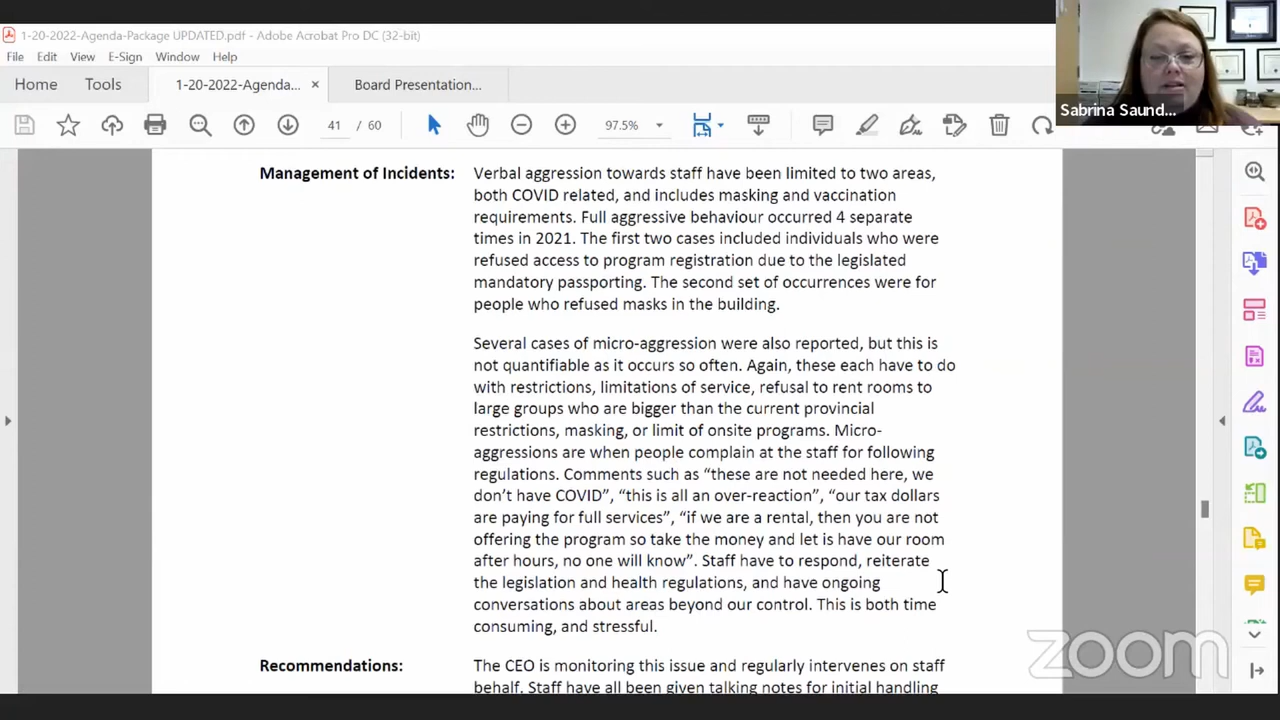 1-20-2022-Agenda-Package UPDATED.pdf - Adobe Acrobat Pro DC (32-bit)
File Edit View E-Sign Window Help
Home Tools 1-20-2022-Agenda... × Board Presentation...
41 / 60 97.5%
Sabrina Saund...
Management of Incidents: Verbal aggression towards staff have been limited to two areas,
both COVID related, and includes masking and vaccination
requirements. Full aggressive behaviour occurred 4 separate
times in 2021. The first two cases included individuals who were
refused access to program registration due to the legislated
mandatory passporting. The second set of occurrences were for
people who refused masks in the building.
Several cases of micro-aggression were also reported, but this is
not quantifiable as it occurs so often. Again, these each have to do
with restrictions, limitations of service, refusal to rent rooms to
large groups who are bigger than the current provincial
restrictions, masking, or limit of onsite programs. Micro-
aggressions are when people complain at the staff for following
regulations. Comments such as “these are not needed here, we
don’t have COVID”, “this is all an over-reaction”, “our tax dollars
are paying for full services”, “if we are a rental, then you are not
offering the program so take the money and let is have our room
after hours, no one will know”. Staff have to respond, reiterate
the legislation and health regulations, and have ongoing
conversations about areas beyond our control. This is both time
consuming, and stressful.
Recommendations: The CEO is monitoring this issue and regularly intervenes on staff
behalf. Staff have all been given talking notes for initial handling
zoom